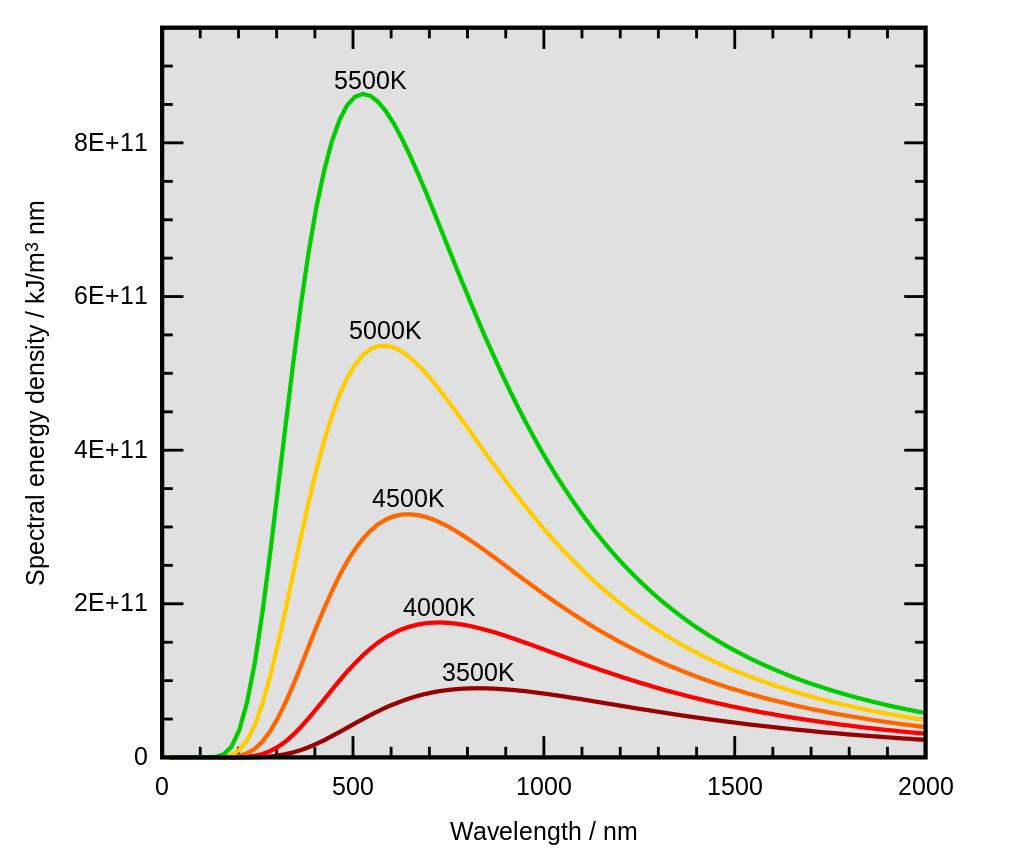 5500K
8E+11
6E+11
5000K
4E+11
4500K
2E+11
4000K
3500K
0
0
500
1000
1500
2000
Wavelength / nm
Spectral energy density / kJ/m³ nm